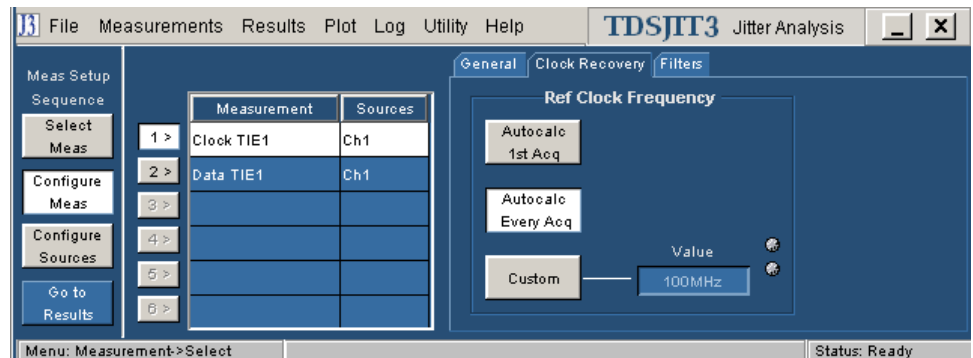 J3 File Measurements Results Plot Log Utility Help TDSJIT3 Jitter Analysis
Meas Setup
Sequence
Select
Meas
Configure
Meas
Configure
Sources
Go to
Results
Measurement Sources
1 > Clock TIE1 Ch1
2 > Data TIE1 Ch1
3 >
4 >
5 >
6 >
General Clock Recovery Filters
Ref Clock Frequency
Autocalc
1st Acq
Autocalc
Every Acq
Custom
Value
100MHz
Menu: Measurement->Select Status: Ready